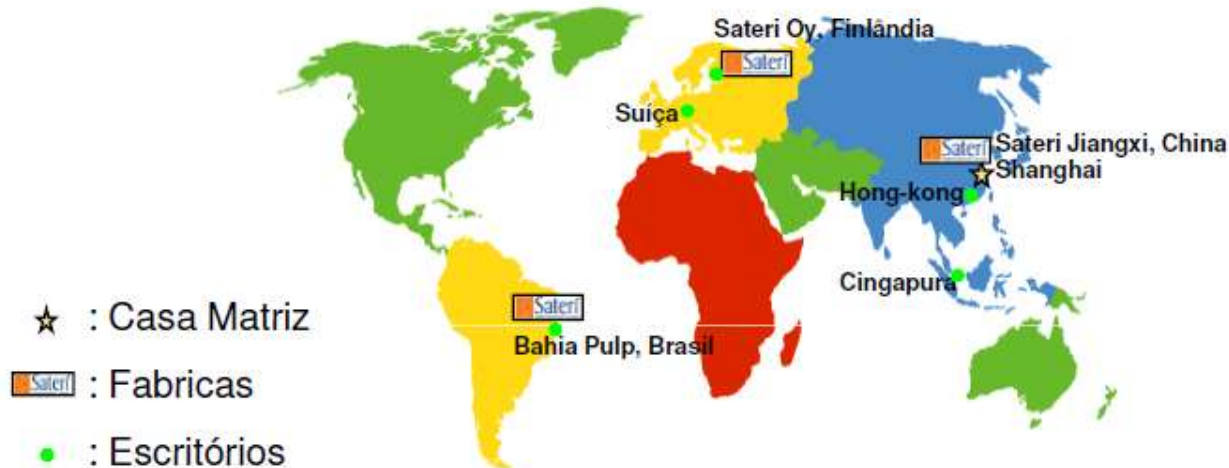 Sateri Oy, Finlândia
Sateri
Suíça
Sateri
Sateri Jiangxi, China
Shanghai
Hong-kong
Cingapura
Sateri
Bahia Pulp, Brasil
: Casa Matriz
Sateri
: Fabricas
: Escritórios